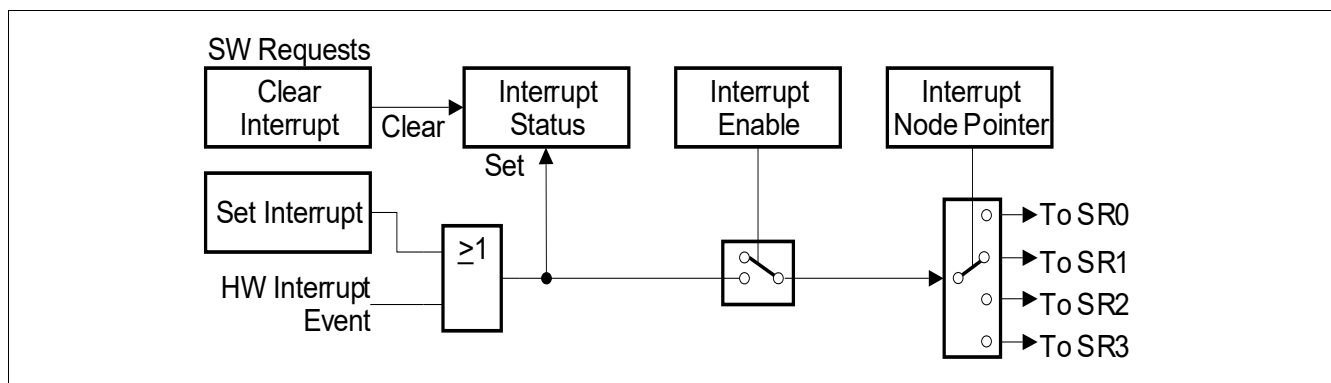 SW Requests
Clear
Interrupt
Clear
Interrupt
Status
Set
Interrupt
Enable
Interrupt
Node Pointer
Set Interrupt
HW Interrupt
Event
≥1
To SR0
To SR1
To SR2
To SR3